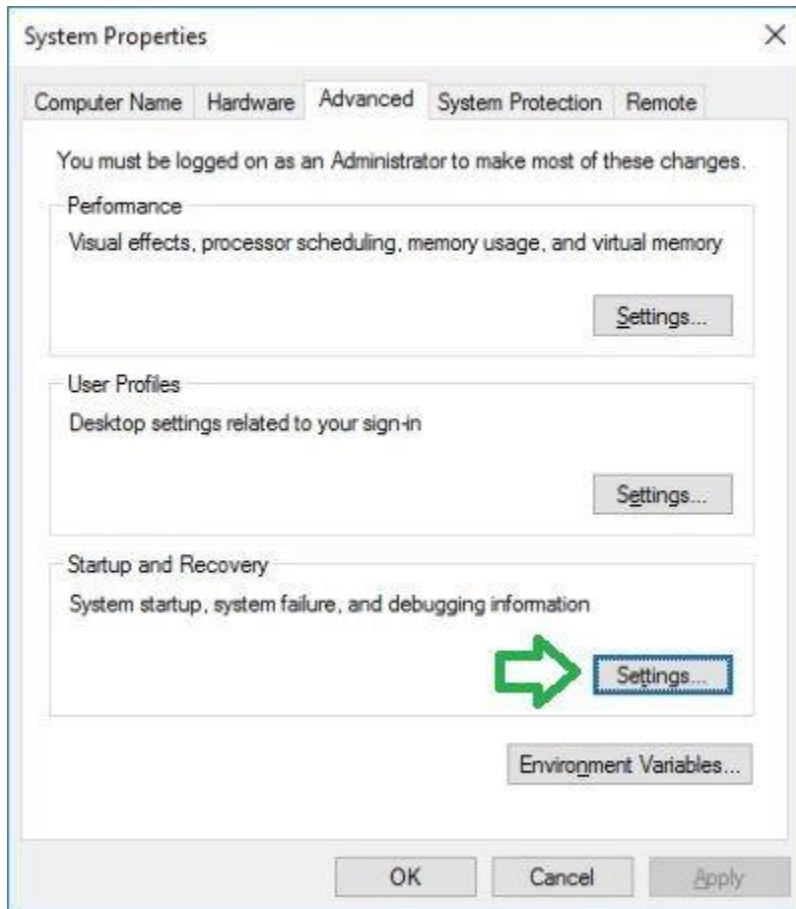 System Properties
Computer Name Hardware Advanced System Protection Remote
You must be logged on as an Administrator to make most of these changes.
Performance
Visual effects, processor scheduling, memory usage, and virtual memory
Settings...
User Profiles
Desktop settings related to your sign-in
Settings...
Startup and Recovery
System startup, system failure, and debugging information
Settings...
Environment Variables...
OK Cancel Apply